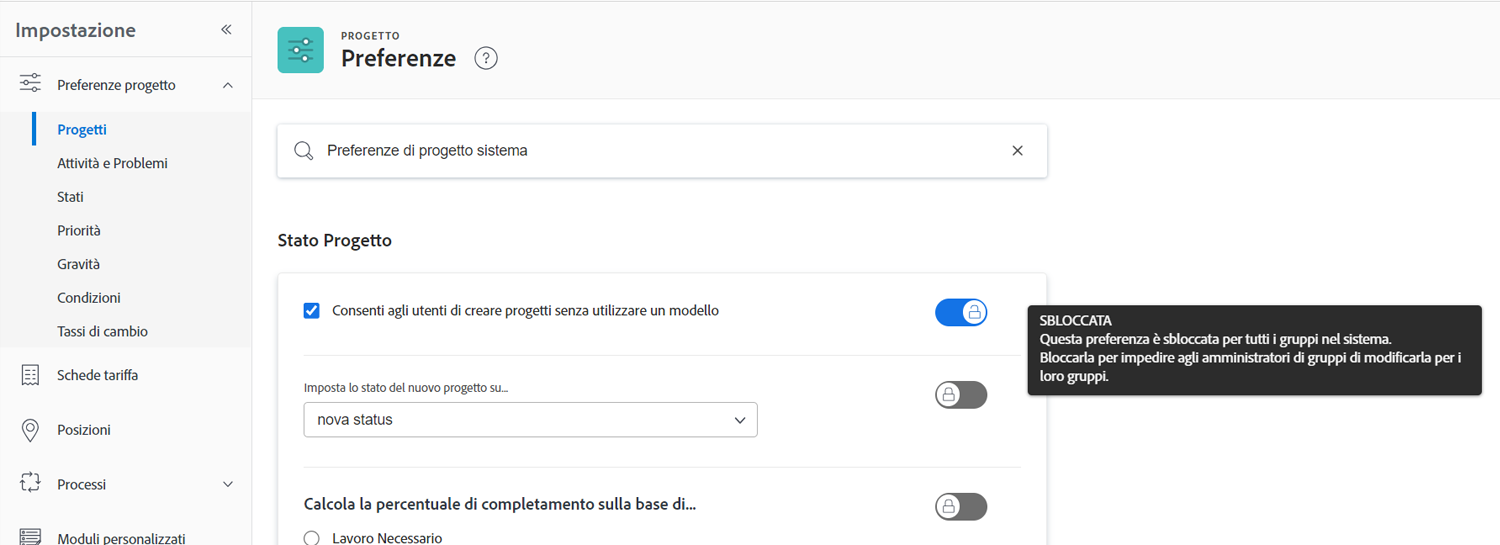 Impostazione
Preferenze progetto
Progetti
Attività e Problemi
Stati
Priorità
Gravità
Condizioni
Tassi di cambio
Schede tariffa
Posizioni
Processi
Moduli personalizzati
PROGETTO
Preferenze
?
Preferenze di progetto sistema
Stato Progetto
Consenti agli utenti di creare progetti senza utilizzare un modello
SBLOCCATA
Questa preferenza è sbloccata per tutti i gruppi nel sistema.
Bloccarla per impedire agli amministratori di gruppi di modificarla per i
loro gruppi.
Imposta lo stato del nuovo progetto su...
nova status
Calcola la percentuale di completamento sulla base di...
Lavoro Necessario